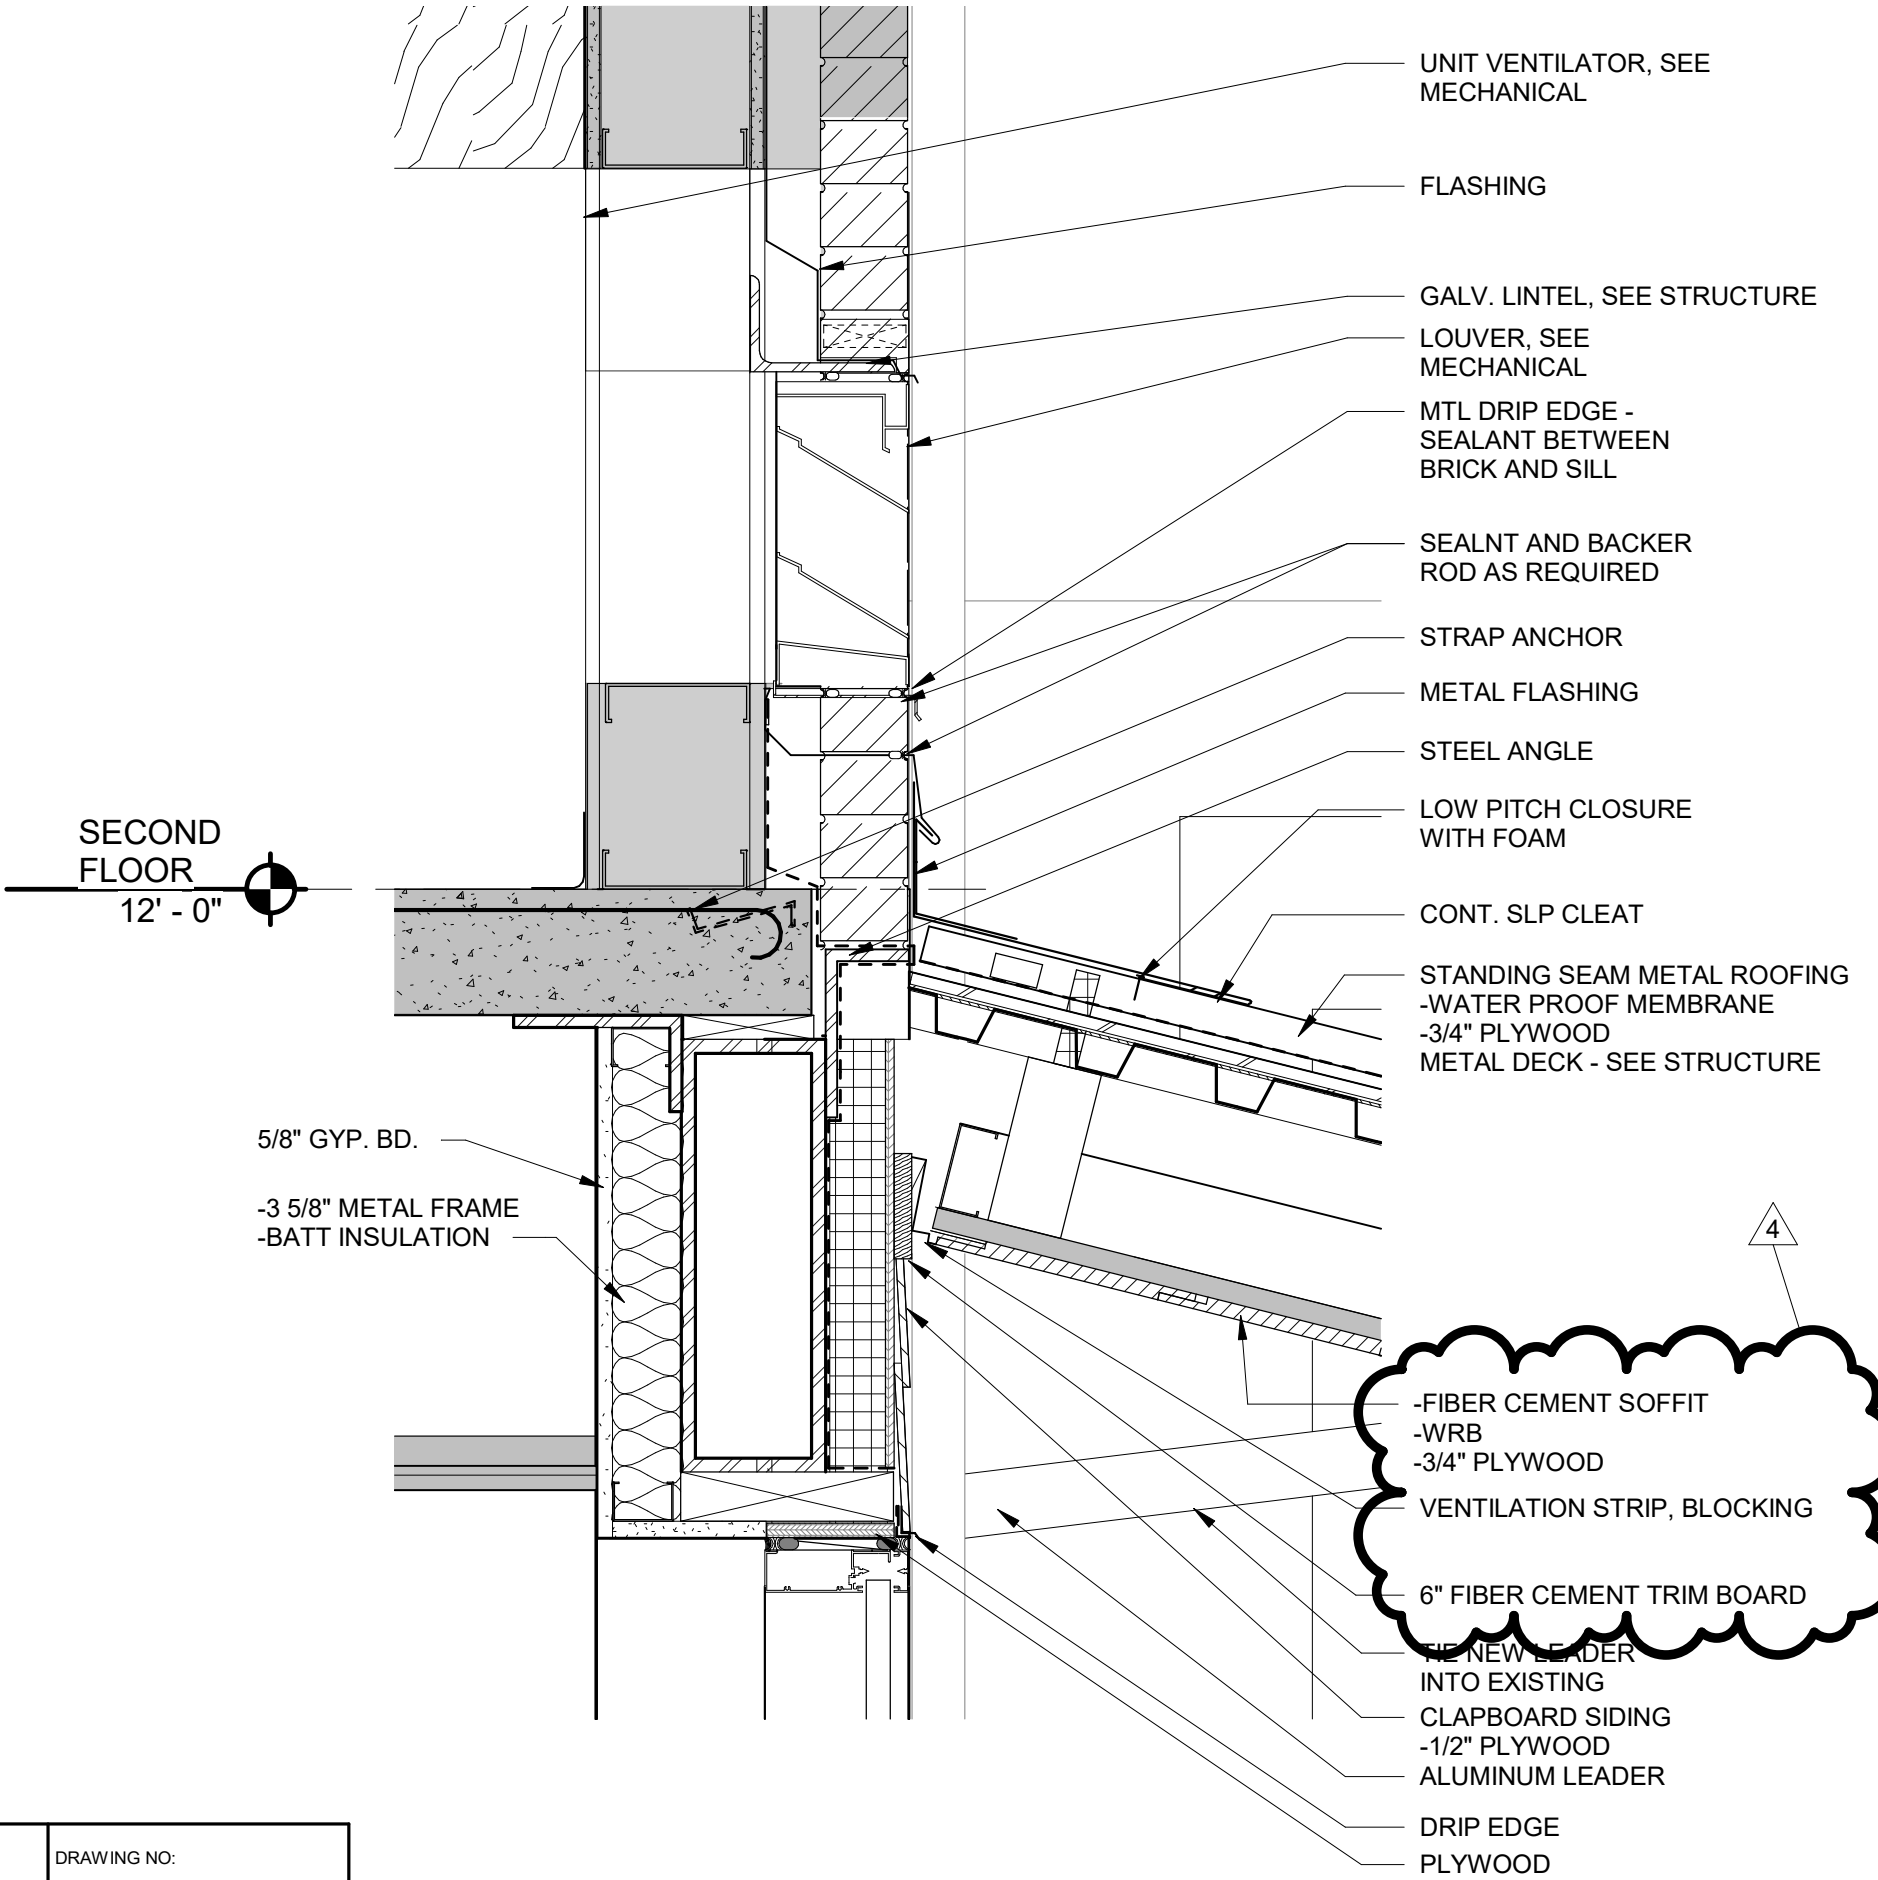 UNIT VENTILATOR, SEE
MECHANICAL
FLASHING
GALV. LINTEL, SEE STRUCTURE
LOUVER, SEE
MECHANICAL
MTL DRIP EDGE -
SEALANT BETWEEN
BRICK AND SILL
SEALNT AND BACKER
ROD AS REQUIRED
STRAP ANCHOR
METAL FLASHING
STEEL ANGLE
LOW PITCH CLOSURE
WITH FOAM
CONT. SLP CLEAT
STANDING SEAM METAL ROOFING
-WATER PROOF MEMBRANE
-3/4" PLYWOOD
METAL DECK - SEE STRUCTURE
SECOND
FLOOR
12' - 0"
5/8" GYP. BD.
-3 5/8" METAL FRAME
-BATT INSULATION
4
-FIBER CEMENT SOFFIT
-WRB
-3/4" PLYWOOD
VENTILATION STRIP, BLOCKING
6" FIBER CEMENT TRIM BOARD
TIE NEW LEADER
INTO EXISTING
CLAPBOARD SIDING
-1/2" PLYWOOD
ALUMINUM LEADER
DRIP EDGE
PLYWOOD
DRAWING NO: